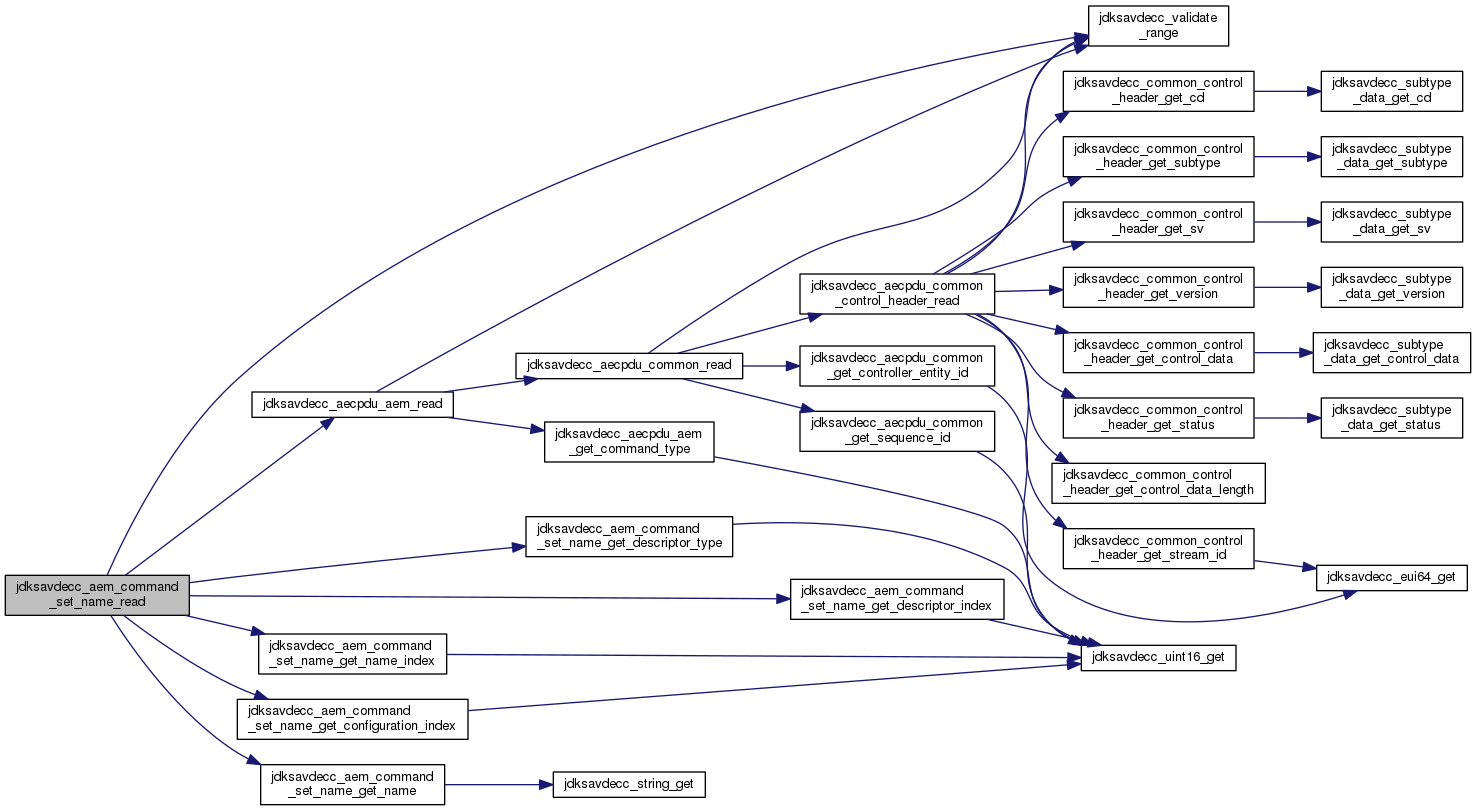 jdksavdecc_aem_command
_set_name_read
jdksavdecc_aecpdu_aem_read
jdksavdecc_aem_command
_set_name_get_name_index
jdksavdecc_aem_command
_set_name_get_configuration_index
jdksavdecc_aem_command
_set_name_get_name
jdksavdecc_aecpdu_common_read
jdksavdecc_aecpdu_aem
_get_command_type
jdksavdecc_aem_command
_set_name_get_descriptor_type
jdksavdecc_string_get
jdksavdecc_aecpdu_common
_control_header_read
jdksavdecc_aecpdu_common
_get_controller_entity_id
jdksavdecc_aecpdu_common
_get_sequence_id
jdksavdecc_aem_command
_set_name_get_descriptor_index
jdksavdecc_validate
_range
jdksavdecc_common_control
_header_get_cd
jdksavdecc_common_control
_header_get_subtype
jdksavdecc_common_control
_header_get_sv
jdksavdecc_common_control
_header_get_version
jdksavdecc_common_control
_header_get_control_data
jdksavdecc_common_control
_header_get_status
jdksavdecc_common_control
_header_get_control_data_length
jdksavdecc_common_control
_header_get_stream_id
jdksavdecc_uint16_get
jdksavdecc_subtype
_data_get_cd
jdksavdecc_subtype
_data_get_subtype
jdksavdecc_subtype
_data_get_sv
jdksavdecc_subtype
_data_get_version
jdksavdecc_subtype
_data_get_control_data
jdksavdecc_subtype
_data_get_status
jdksavdecc_eui64_get